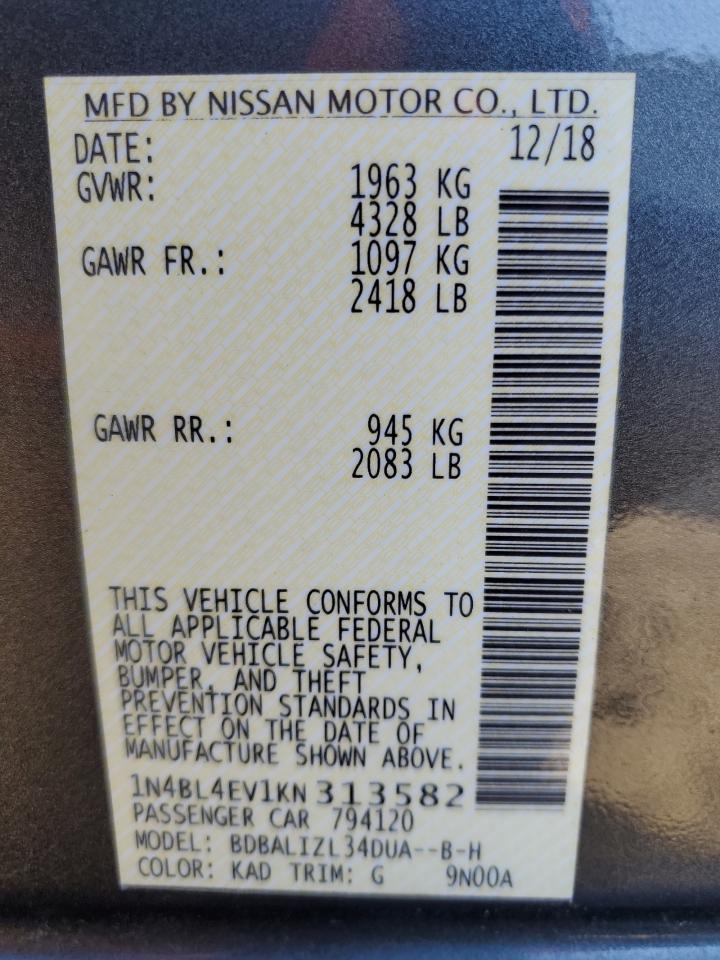 MFD BY NISSAN MOTOR CO., LTD.
DATE: 12/18
GVWR: 1963 KG
4328 LB
GAWR FR.: 1097 KG
2418 LB
GAWR RR.: 945 KG
2083 LB
THIS VEHICLE CONFORMS TO
ALL APPLICABLE FEDERAL
MOTOR VEHICLE SAFETY,
BUMPER, AND THEFT
PREVENTION STANDARDS IN
EFFECT ON THE DATE OF
MANUFACTURE SHOWN ABOVE.
1N4BL4EV1KN 313582
PASSENGER CAR 794120
MODEL: BDBALIZL34DUA--B-H
COLOR: KAD TRIM: G 9N00A